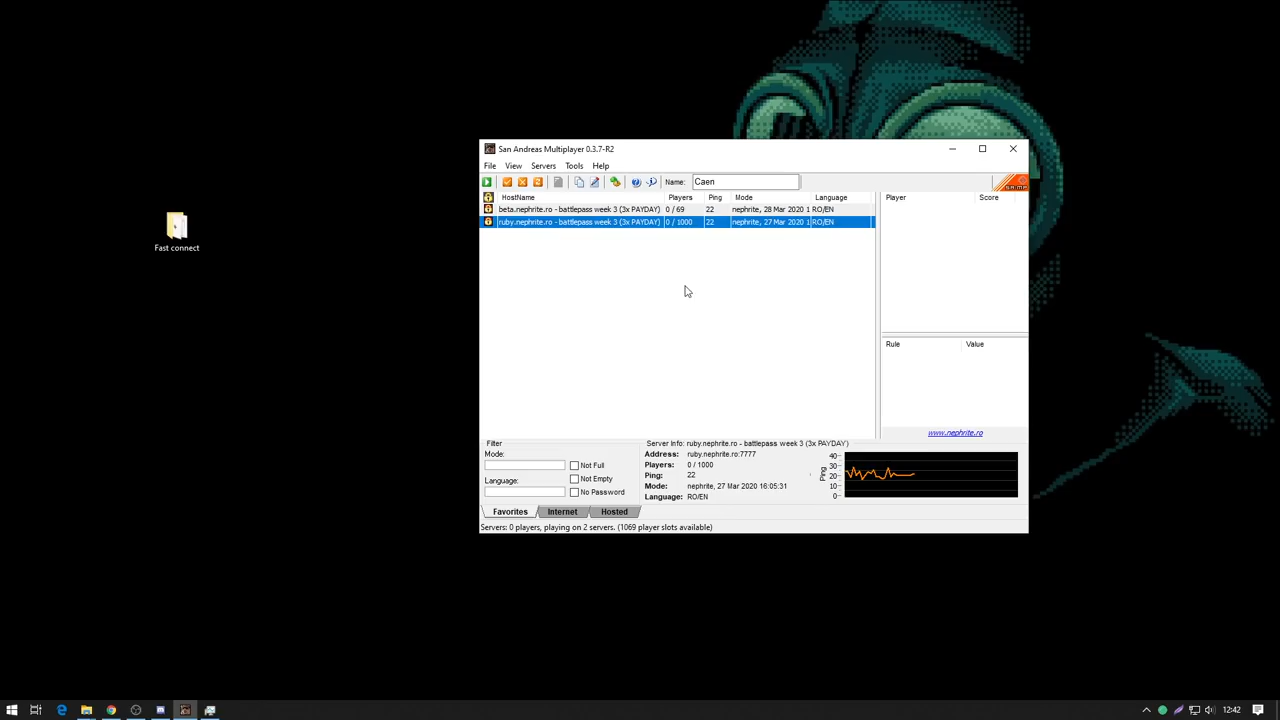 Fast connect
San Andreas Multiplayer 0.3.7-R2
File View Servers Tools Help
Name: Caen
HostName Players Ping Mode Language
beta.nephrite.ro - battlepass week 3 (3x PAYDAY) 0 / 69 22 nephrite, 28 Mar 2020 1 RO/EN
ruby.nephrite.ro - battlepass week 3 (3x PAYDAY) 0 / 1000 22 nephrite, 27 Mar 2020 1 RO/EN
Player Score
Rule Value
www.nephrite.ro
Filter
Mode:
Not Full
Not Empty
Language:
No Password
Server Info: ruby.nephrite.ro - battlepass week 3 (3x PAYDAY)
Address: ruby.nephrite.ro:7777
Players: 0 / 1000
Ping: 22
Mode: nephrite, 27 Mar 2020 16:05:31
Language: RO/EN
Ping
40
30
20
10
0
Favorites Internet Hosted
Servers: 0 players, playing on 2 servers. (1069 player slots available)
12:42